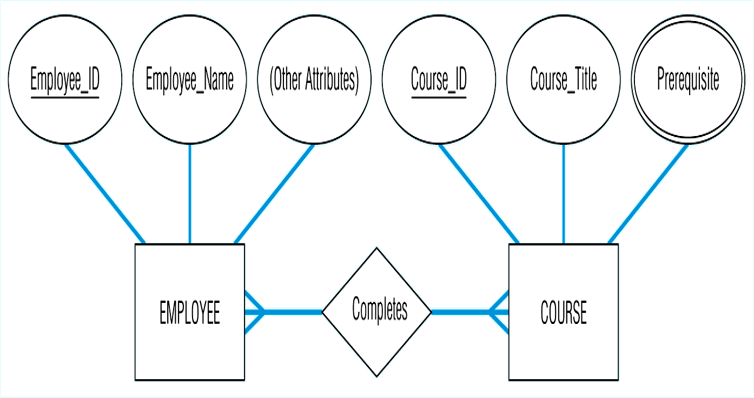 Employee_ID
Employee_Name
(Other Attributes)
Course_ID
Course_Title
Prerequisite
EMPLOYEE
Completes
COURSE